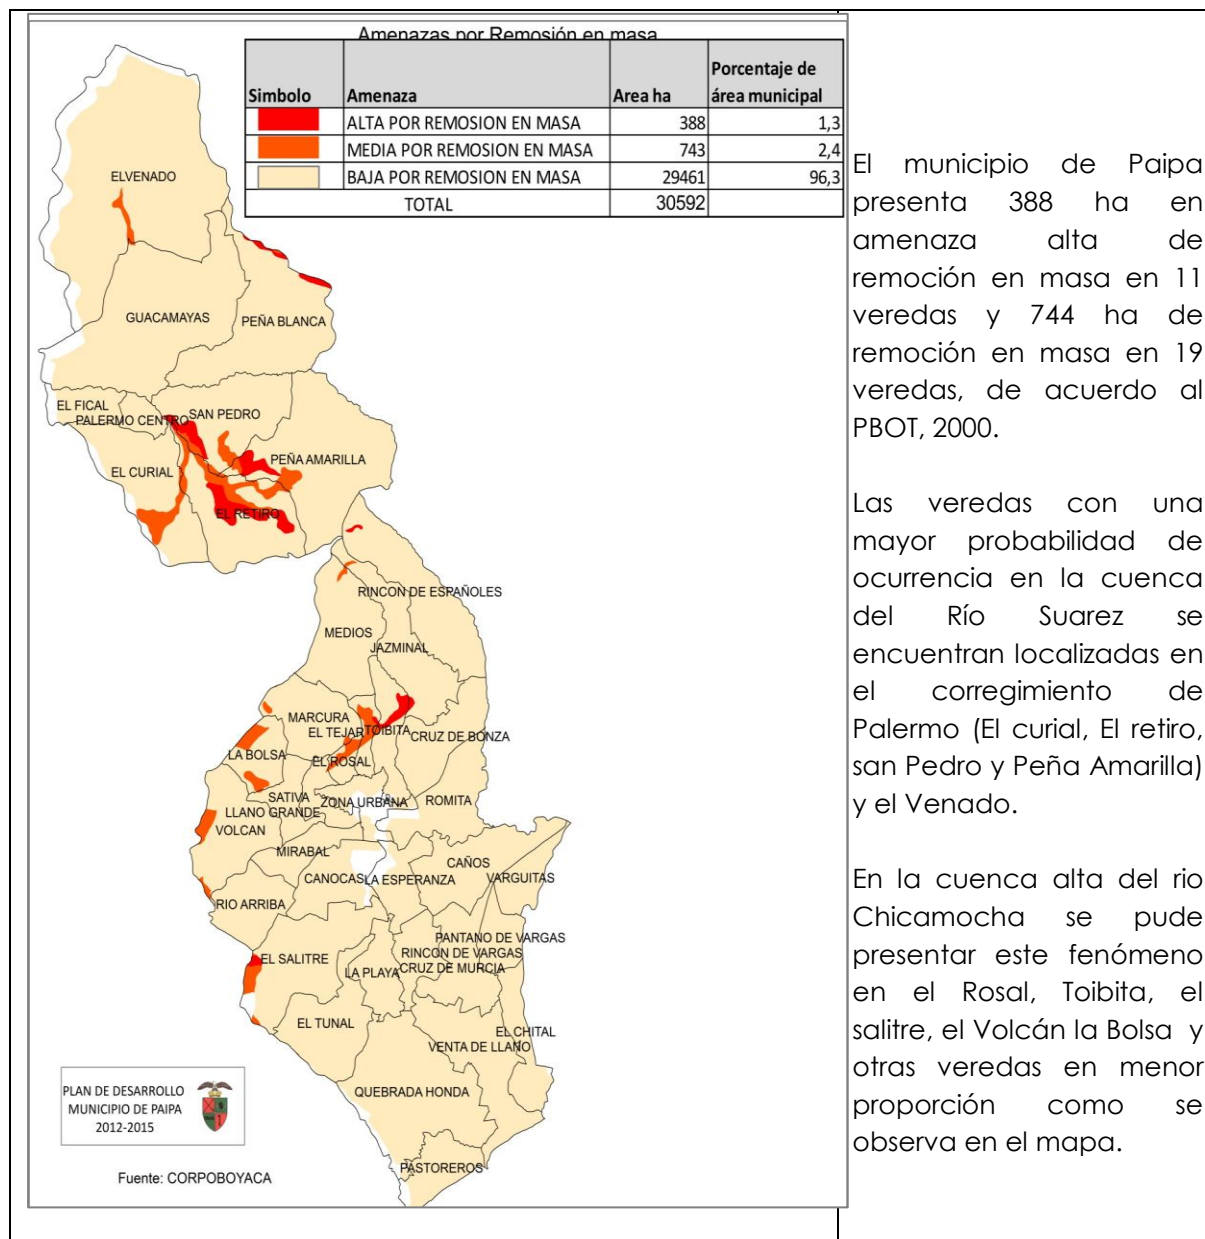 Amenazas por Remosión en masa
Simbolo Amenaza Area ha Porcentaje de área municipal
ALTA POR REMOSION EN MASA 388 1,3
MEDIA POR REMOSION EN MASA 743 2,4
BAJA POR REMOSION EN MASA 29461 96,3
TOTAL 30592
ELVENADO
GUACAMAYAS
PEÑA BLANCA
EL FICAL
PALERMO CENTRO
SAN PEDRO
EL CURIAL
PEÑA AMARILLA
EL RETIRO
RINCON DE ESPAÑOLES
MEDIOS
JAZMINAL
MARCURA
EL TEJAR
TOIBITA
CRUZ DE BONZA
LA BOLSA
EL ROSAL
SATIVA
ZONA URBANA
ROMITA
LLANO GRANDE
VOLCAN
MIRABAL
CAÑOS
CANOCAS
LA ESPERANZA
VARGUITAS
RIO ARRIBA
PANTANO DE VARGAS
EL SALITRE
RINCON DE VARGAS
LA PLAYA
CRUZ DE MURCIA
EL TUNAL
EL CHITAL
VENTA DE LLANO
QUEBRADA HONDA
PASTOREROS
PLAN DE DESARROLLO
MUNICIPIO DE PAIPA
2012-2015
Fuente: CORPOBOYACA
El municipio de Paipa
presenta 388 ha en
amenaza alta de
remoción en masa en 11
veredas y 744 ha de
remoción en masa en 19
veredas, de acuerdo al
PBOT, 2000.
Las veredas con una
mayor probabilidad de
ocurrencia en la cuenca
del Río Suarez se
encuentran localizadas en
el corregimiento de
Palermo (El curial, El retiro,
san Pedro y Peña Amarilla)
y el Venado.
En la cuenca alta del rio
Chicamocha se pude
presentar este fenómeno
en el Rosal, Toibita, el
salitre, el Volcán la Bolsa y
otras veredas en menor
proporción como se
observa en el mapa.